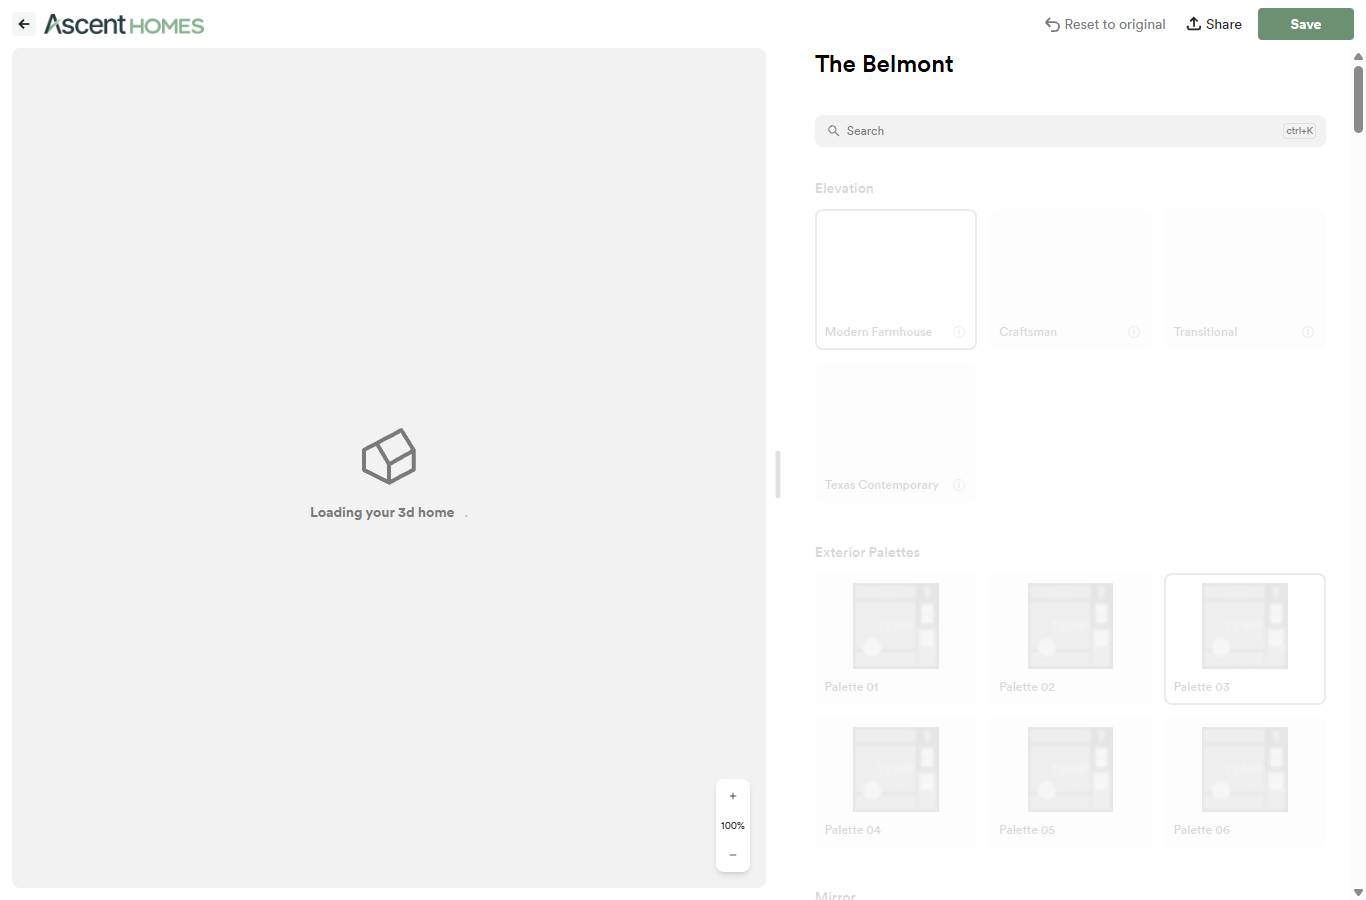 Ascent HOMES
Reset to original
Share
Save
The Belmont
Search
ctrl+K
Elevation
Modern Farmhouse
Craftsman
Transitional
Texas Contemporary
Loading your 3d home .
Exterior Palettes
Palette 01
Palette 02
Palette 03
Palette 04
Palette 05
Palette 06
+
100%
−
Mirror